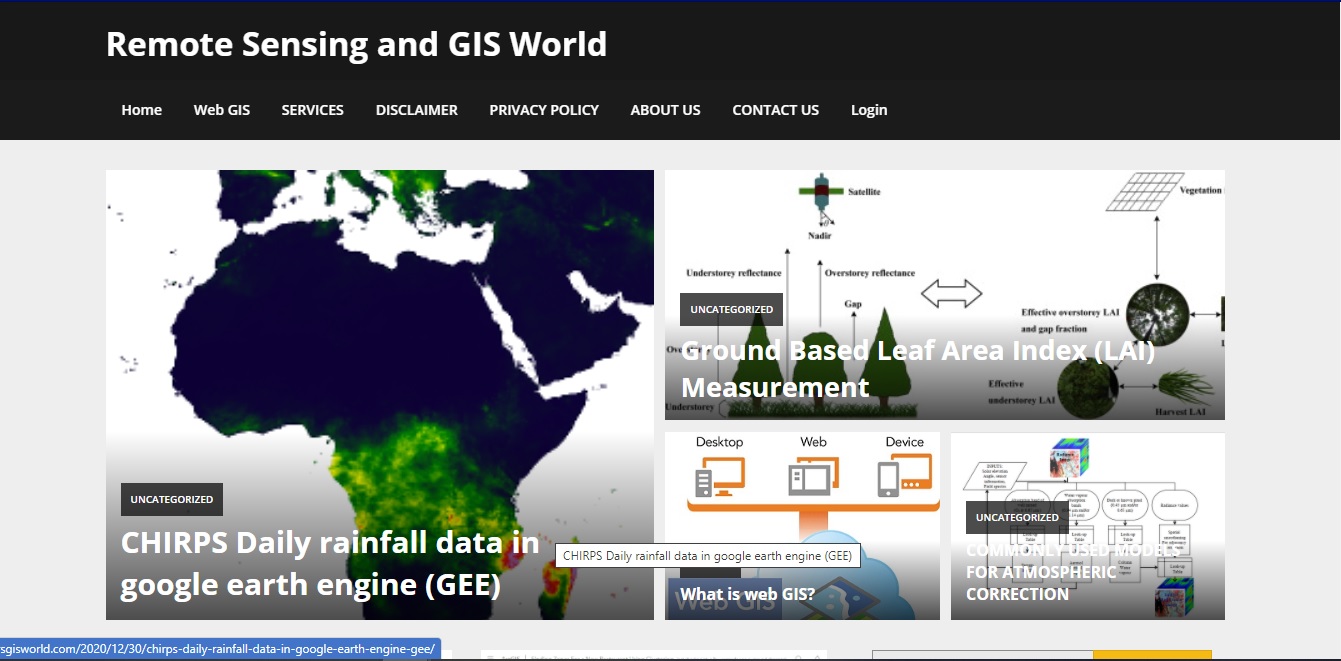 Remote Sensing and GIS World
Home Web GIS SERVICES DISCLAIMER PRIVACY POLICY ABOUT US CONTACT US Login
UNCATEGORIZED
CHIRPS Daily rainfall data in
google earth engine (GEE)
CHIRPS Daily rainfall data in google earth engine (GEE)
Satellite
Nadir
Vegetation
Understorey reflectance
Overstorey reflectance
Gap
Effective overstorey LAI
and gap fraction
UNCATEGORIZED
Ground Based Leaf Area Index (LAI)
Measurement
Effective
understorey LAI
Understorey
Harvest LAI
Desktop Web Device
Web GIS
What is web GIS?
UNCATEGORIZED
COMMONLY USED MODELS
FOR ATMOSPHERIC
CORRECTION
sgisworld.com/2020/12/30/chirps-daily-rainfall-data-in-google-earth-engine-gee/